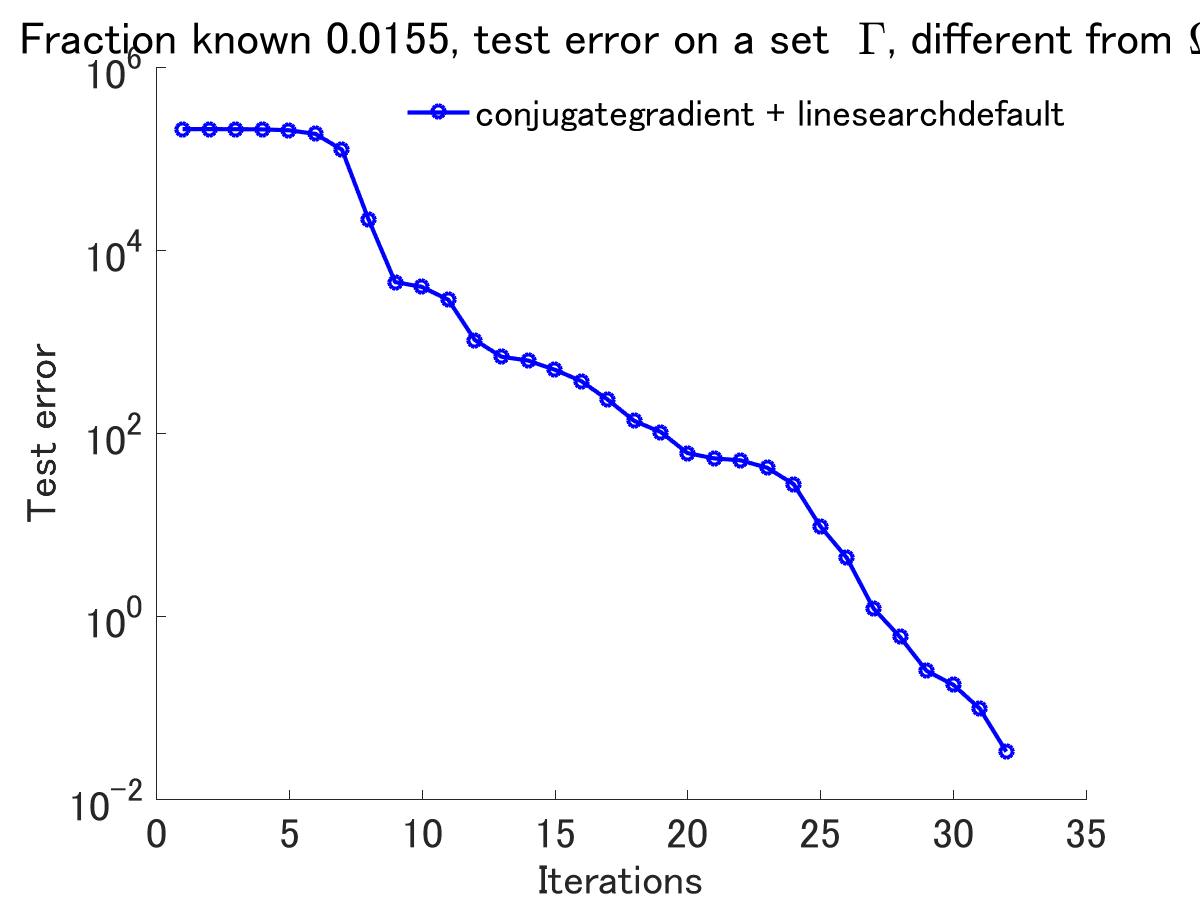 Fraction known 0.0155, test error on a set Γ, different from Ω
conjugategradient + linesearchdefault
10^6
10^4
10^2
10^0
10^-2
Test error
0 5 10 15 20 25 30 35
Iterations